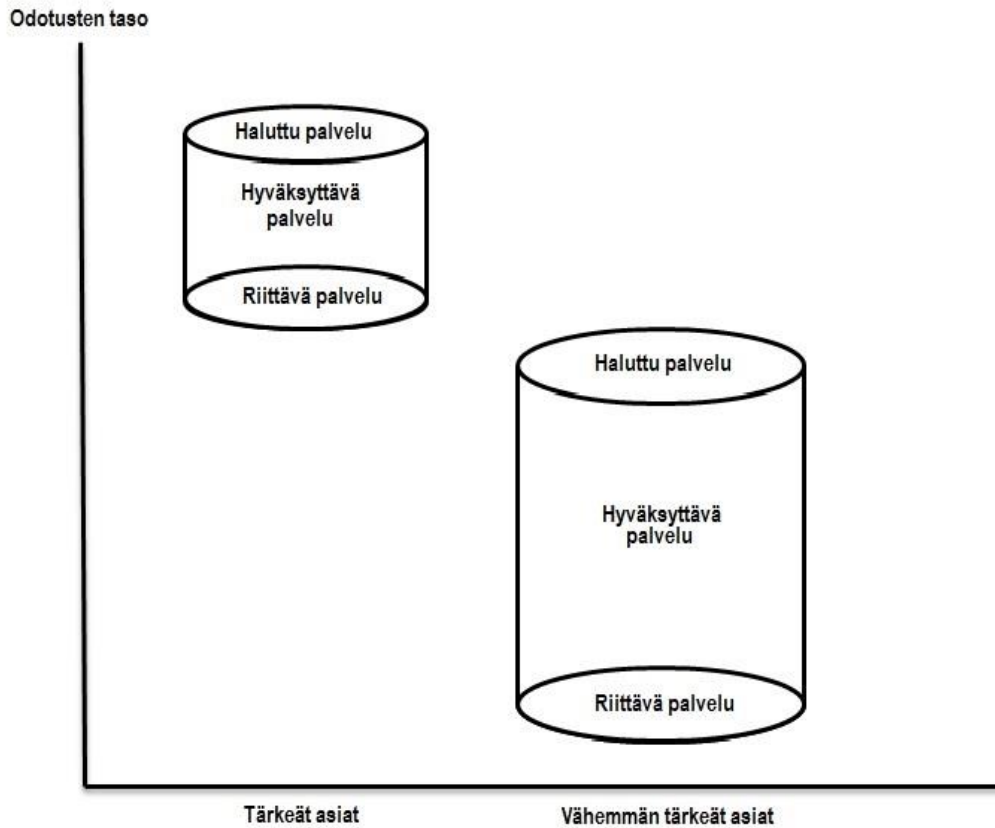 Odotusten taso
Haluttu palvelu
Hyväksyttävä
palvelu
Riittävä palvelu
Haluttu palvelu
Hyväksyttävä
palvelu
Riittävä palvelu
Tärkeät asiat
Vähemmän tärkeät asiat